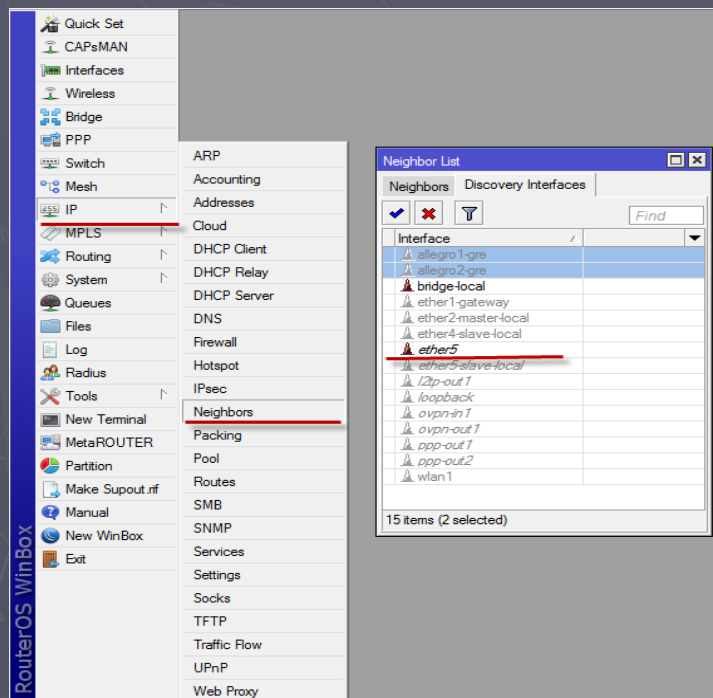 Quick Set
CAPsMAN
Interfaces
Wireless
Bridge
PPP
Switch
Mesh
255 IP
MPLS
Routing
System
Queues
Files
Log
Radius
Tools
New Terminal
MetaROUTER
Partition
Make Supout.rif
Manual
New WinBox
Exit
RouterOS WinBox
ARP
Accounting
Addresses
Cloud
DHCP Client
DHCP Relay
DHCP Server
DNS
Firewall
Hotspot
IPsec
Neighbors
Packing
Pool
Routes
SMB
SNMP
Services
Settings
Socks
TFTP
Traffic Flow
UPnP
Web Proxy
Neighbor List
Neighbors Discovery Interfaces
Find
Interface
allegro1-gre
allegro2-gre
bridge-local
ether1-gateway
ether2-master-local
ether4-slave-local
ether5
ether5-slave-local
l2tp-out1
loopback
ovpn-in1
ovpn-out1
ppp-out1
ppp-out2
wlan1
15 items (2 selected)